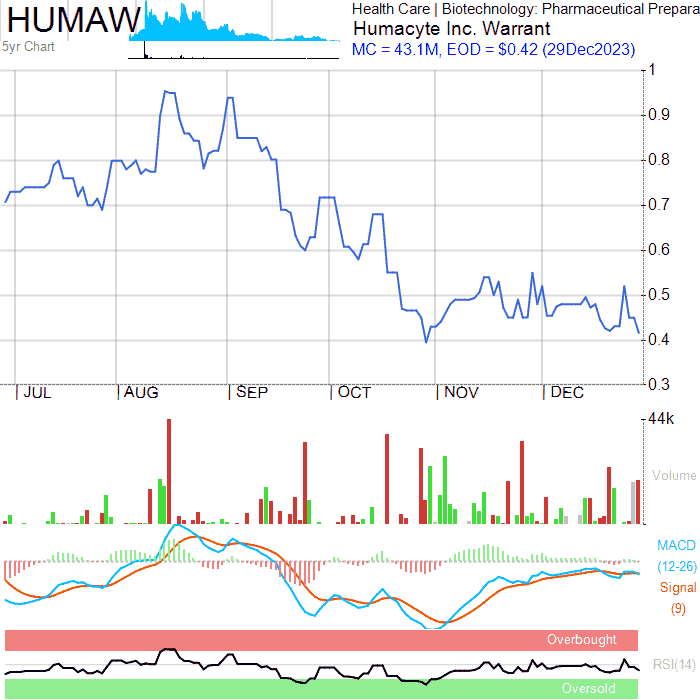 HUMAW
5yr Chart
Health Care | Biotechnology: Pharmaceutical Prepara
Humacyte Inc. Warrant
MC = 43.1M, EOD = $0.42 (29Dec2023)
1
0.9
0.8
0.7
0.6
0.5
0.4
0.3
JUL AUG SEP OCT NOV DEC
44k
Volume
MACD
(12-26)
Signal
(9)
Overbought
RSI(14)
Oversold